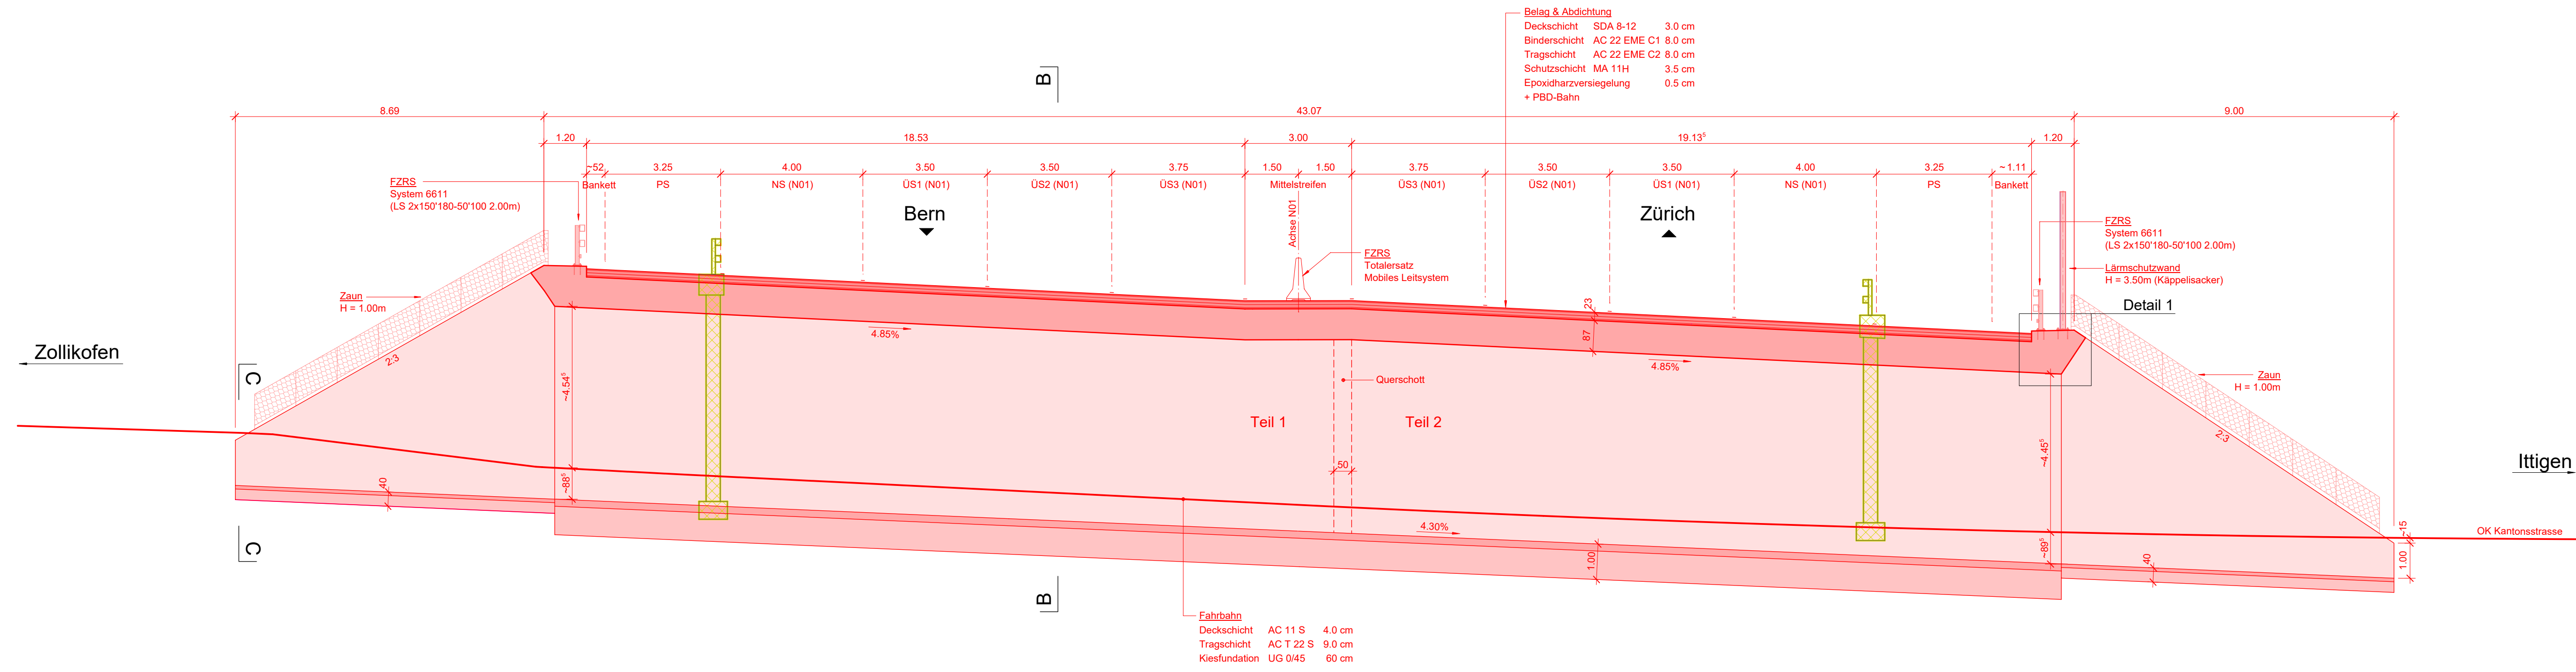 Belag & Abdichtung
Deckschicht SDA 8-12 3.0 cm
Binderschicht AC 22 EME C1 8.0 cm
Tragschicht AC 22 EME C2 8.0 cm
Schutzschicht MA 11H 3.5 cm
Epoxidharzversiegelung 0.5 cm
+ PBD-Bahn
B
8.69 43.07 9.00
1.20 18.53 3.00 19.13⁵ 1.20
~52 3.25 4.00 3.50 3.50 3.75 1.50 1.50 3.75 3.50 3.50 4.00 3.25 ~ 1.11
Bankett PS NS (N01) ÜS1 (N01) ÜS2 (N01) ÜS3 (N01) Mittelstreifen ÜS3 (N01) ÜS2 (N01) ÜS1 (N01) NS (N01) PS Bankett
FZRS
System 6611
(LS 2x150'180-50'100 2.00m)
Bern
Achse N01
Zürich
FZRS
System 6611
(LS 2x150'180-50'100 2.00m)
FZRS
Totalersatz
Mobiles Leitsystem
Lärmschutzwand
H = 3.50m (Käppelisacker)
Zaun
H = 1.00m
Detail 1
23
87
4.85%
4.85%
Zollikofen
2:3
C
~4.54⁵
Querschott
Zaun
H = 1.00m
Teil 1
Teil 2
2:3
~4.45⁵
Ittigen
50
40
~88⁵
4.30%
OK Kantonsstrasse
~15
C
1.00
~89⁵
40
1.00
B
Fahrbahn
Deckschicht AC 11 S 4.0 cm
Tragschicht AC T 22 S 9.0 cm
Kiesfundation UG 0/45 60 cm